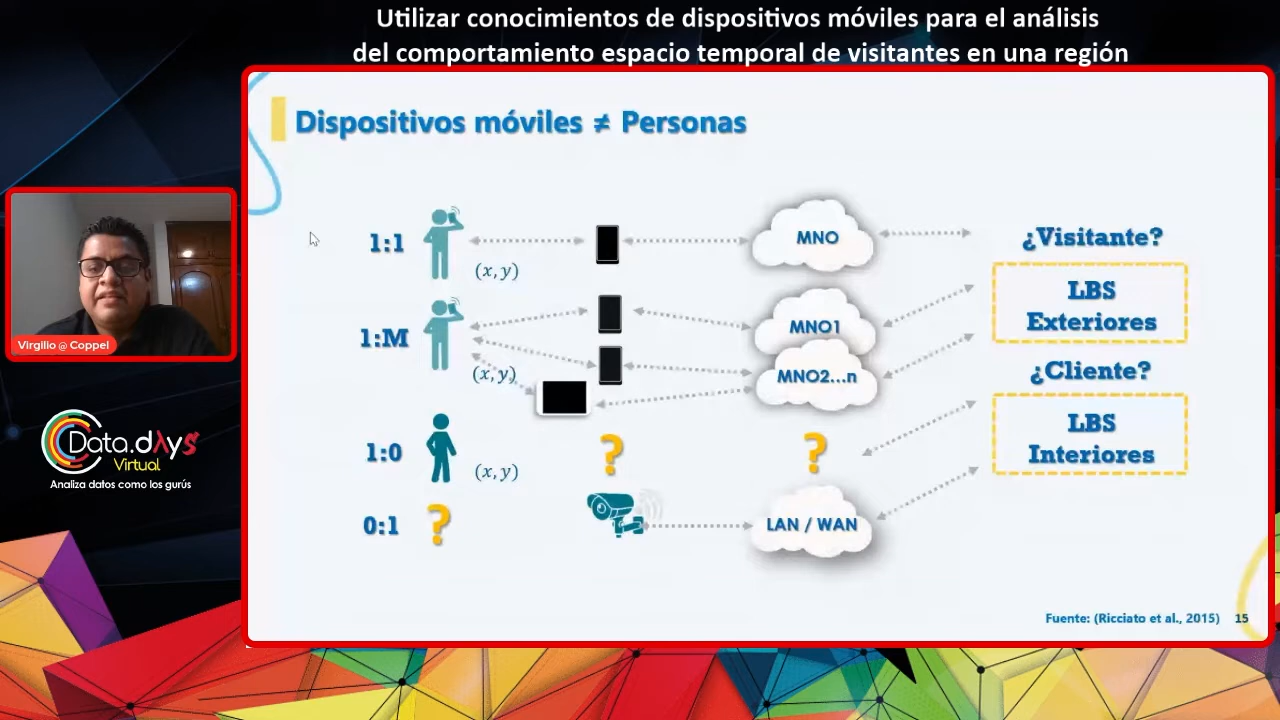 Utilizar conocimientos de dispositivos móviles para el análisis
del comportamiento espacio temporal de visitantes en una región
Dispositivos móviles ≠ Personas
1:1
(x, y)
MNO
¿Visitante?
LBS
Exteriores
1:M
(x, y)
MNO1
MNO2...n
¿Cliente?
LBS
Interiores
1:0
(x, y)
?
?
0:1
?
LAN / WAN
Fuente: (Ricciato et al., 2015) 15
Virgilio @ Coppel
Data.dAyS
Virtual
Analiza datos como los gurús